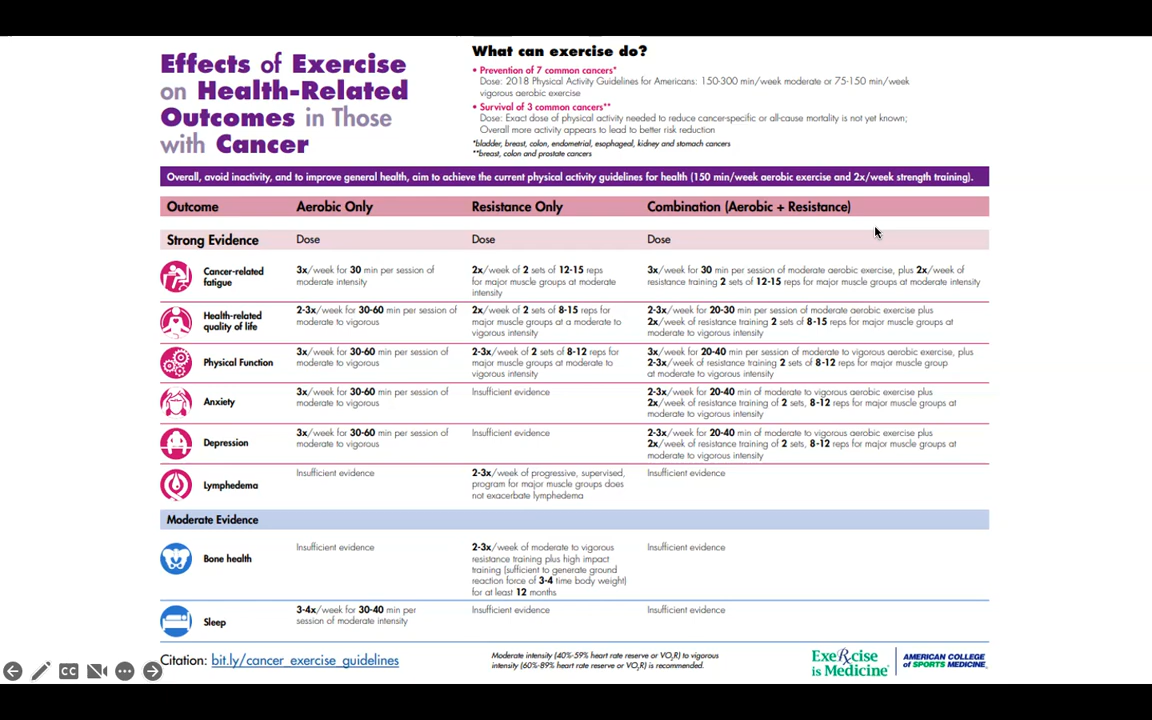 Effects of Exercise
on Health-Related
Outcomes in Those
with Cancer
What can exercise do?
• Prevention of 7 common cancers*
Dose: 2018 Physical Activity Guidelines for Americans: 150-300 min/week moderate or 75-150 min/week
vigorous aerobic exercise
• Survival of 3 common cancers**
Dose: Exact dose of physical activity needed to reduce cancer-specific or all-cause mortality is not yet known;
Overall more activity appears to lead to better risk reduction
*bladder, breast, colon, endometrial, esophageal, kidney and stomach cancers
**breast, colon and prostate cancers
Overall, avoid inactivity, and to improve general health, aim to achieve the current physical activity guidelines for health (150 min/week aerobic exercise and 2x/week strength training).
Outcome Aerobic Only Resistance Only Combination (Aerobic + Resistance)
Strong Evidence Dose Dose Dose
Cancer-related
fatigue
3x/week for 30 min per session of
moderate intensity
2x/week of 2 sets of 12-15 reps
for major muscle groups at moderate
intensity
3x/week for 30 min per session of moderate aerobic exercise, plus 2x/week of
resistance training 2 sets of 12-15 reps for major muscle groups at moderate intensity
Health-related
quality of life
2-3x/week for 30-60 min per session of
moderate to vigorous
2x/week of 2 sets of 8-15 reps for
major muscle groups at a moderate to
vigorous intensity
2-3x/week for 20-30 min of moderate aerobic exercise plus
2x/week of resistance training 2 sets of 8-15 reps for major muscle groups at
moderate to vigorous intensity
Physical Function
3x/week for 30-60 min per session of
moderate to vigorous
2-3x/week of 2 sets of 8-12 reps for
major muscle groups at moderate to
vigorous intensity
3x/week for 20-40 min per session of moderate to vigorous aerobic exercise, plus
2-3x/week of resistance training 2 sets of 8-12 reps for major muscle group
at moderate to vigorous intensity
Anxiety
3x/week for 30-60 min per session of
moderate to vigorous
Insufficient evidence
2-3x/week for 20-40 min of moderate to vigorous aerobic exercise plus
2x/week of resistance training of 2 sets, 8-12 reps for major muscle groups at
moderate to vigorous intensity
Depression
3x/week for 30-60 min per session of
moderate to vigorous
Insufficient evidence
2-3x/week for 20-40 min of moderate to vigorous aerobic exercise plus
2x/week of resistance training of 2 sets, 8-12 reps for major muscle groups at
moderate to vigorous intensity
Lymphedema
Insufficient evidence
2-3x/week of progressive, supervised,
program for major muscle groups does
not exacerbate lymphedema
Insufficient evidence
Moderate Evidence
Bone health
Insufficient evidence
2-3x/week of moderate to vigorous
resistance training plus high impact
training (sufficient to generate ground
reaction force of 3-4 time body weight)
for at least 12 months
Insufficient evidence
Sleep
3-4x/week for 30-40 min per
session of moderate intensity
Insufficient evidence
Insufficient evidence
CC
Citation: bit.ly/cancer_exercise_guidelines
Moderate intensity (40%-59% heart rate reserve or VO₂R) to vigorous
intensity (60%-89% heart rate reserve or VO₂R) is recommended.
ExeRcise
is Medicine
AMERICAN COLLEGE
of SPORTS MEDICINE